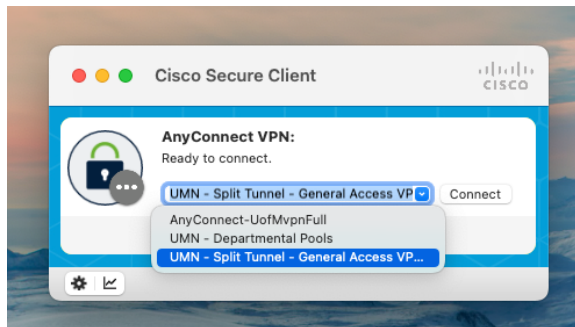 Cisco Secure Client
CISCO
AnyConnect VPN:
Ready to connect.
UMN - Split Tunnel - General Access VP
Connect
AnyConnect-UofMvpnFull
UMN - Departmental Pools
UMN - Split Tunnel - General Access VP...